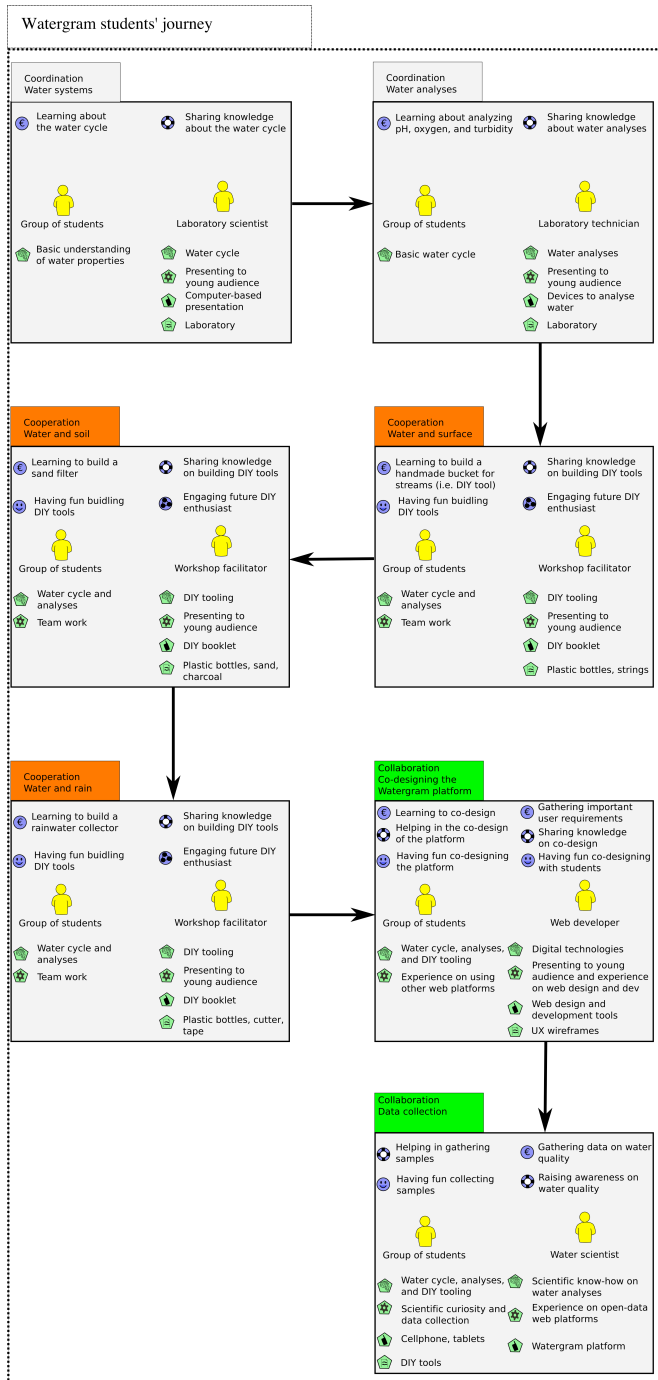 Watergram students' journey
Coordination
Water systems
Learning about
the water cycle
Sharing knowledge
about the water cycle
Group of students
Laboratory scientist
Basic understanding
of water properties
Water cycle
Presenting to
young audience
Computer-based
presentation
Laboratory
Coordination
Water analyses
Learning about analyzing
pH, oxygen, and turbidity
Sharing knowledge
about water analyses
Group of students
Laboratory technician
Basic water cycle
Water analyses
Presenting to
young audience
Devices to analyse
water
Laboratory
Cooperation
Water and soil
Learning to build a
sand filter
Having fun buidling
DIY tools
Sharing knowledge
on building DIY tools
Engaging future DIY
enthusiast
Group of students
Workshop facilitator
Water cycle and
analyses
Team work
DIY tooling
Presenting to
young audience
DIY booklet
Plastic bottles, sand,
charcoal
Cooperation
Water and surface
Learning to build a
handmade bucket for
streams (i.e. DIY tool)
Having fun buidling
DIY tools
Sharing knowledge
on building DIY tools
Engaging future DIY
enthusiast
Group of students
Workshop facilitator
Water cycle and
analyses
Team work
DIY tooling
Presenting to
young audience
DIY booklet
Plastic bottles, strings
Cooperation
Water and rain
Learning to build a
rainwater collector
Having fun buidling
DIY tools
Sharing knowledge
on building DIY tools
Engaging future DIY
enthusiast
Group of students
Workshop facilitator
Water cycle and
analyses
Team work
DIY tooling
Presenting to
young audience
DIY booklet
Plastic bottles, cutter,
tape
Collaboration
Co-designing the
Watergram platform
Learning to co-design
Helping in the co-design
of the platform
Having fun co-designing
the platform
Gathering important
user requirements
Sharing knowledge
on co-design
Having fun co-designing
with students
Group of students
Web developer
Water cycle, analyses,
and DIY tooling
Experience on using
other web platforms
Digital technologies
Presenting to young
audience and experience
on web design and dev
Web design and
development tools
UX wireframes
Collaboration
Data collection
Helping in gathering
samples
Having fun collecting
samples
Gathering data on water
quality
Raising awareness on
water quality
Group of students
Water scientist
Water cycle, analyses,
and DIY tooling
Scientific curiosity and
data collection
Cellphone, tablets
DIY tools
Scientific know-how on
water analyses
Experience on open-data
web platforms
Watergram platform